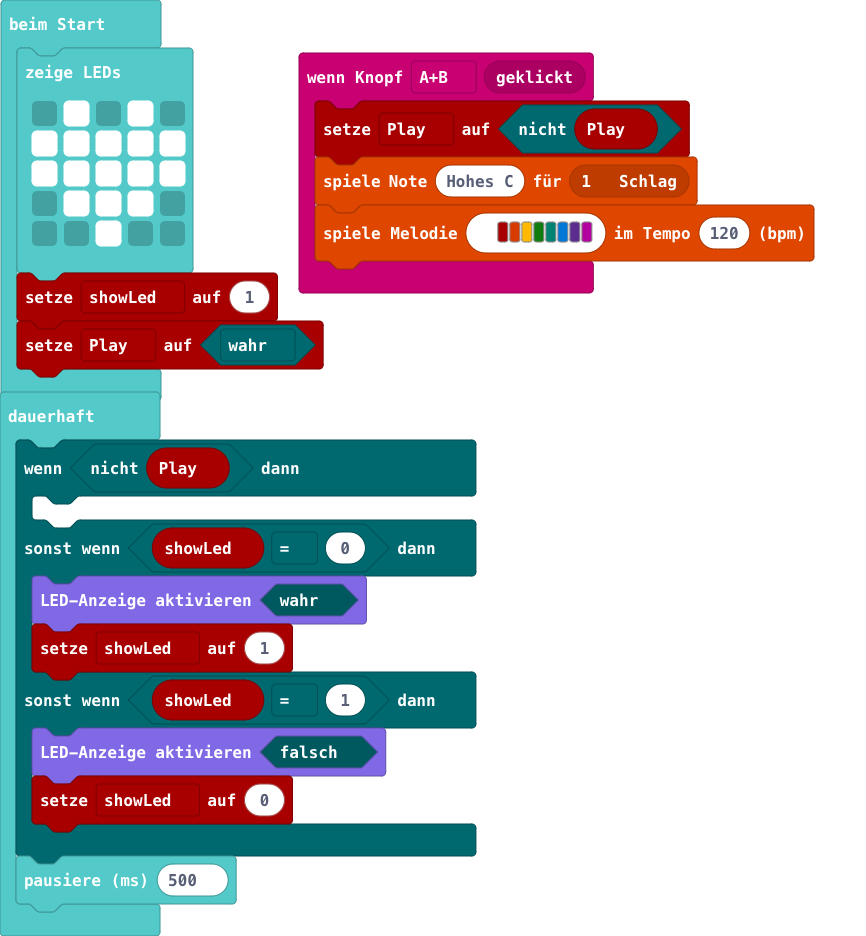 beim Start
zeige LEDs
setze showLed auf 1
setze Play auf wahr
wenn Knopf A+B geklickt
setze Play auf nicht Play
spiele Note Hohes C für 1 Schlag
spiele Melodie im Tempo 120 (bpm)
dauerhaft
wenn nicht Play dann
sonst wenn showLed = 0 dann
LED-Anzeige aktivieren wahr
setze showLed auf 1
sonst wenn showLed = 1 dann
LED-Anzeige aktivieren falsch
setze showLed auf 0
pausiere (ms) 500